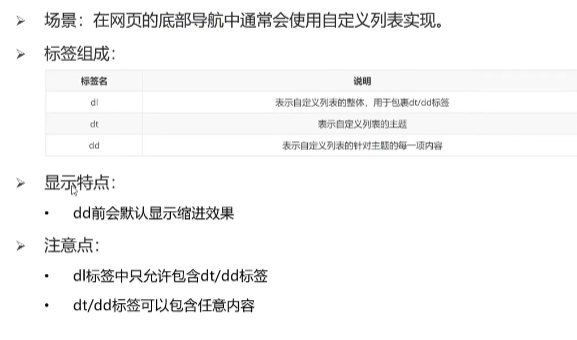 场景：在网页的底部导航中通常会使用自定义列表实现。
标签组成：
标签名 说明
dl 表示自定义列表的整体，用于包裹dt/dd标签
dt 表示自定义列表的主题
dd 表示自定义列表的针对主题的每一项内容
显示特点：
• dd前会默认显示缩进效果
注意点：
• dl标签中只允许包含dt/dd标签
• dt/dd标签可以包含任意内容